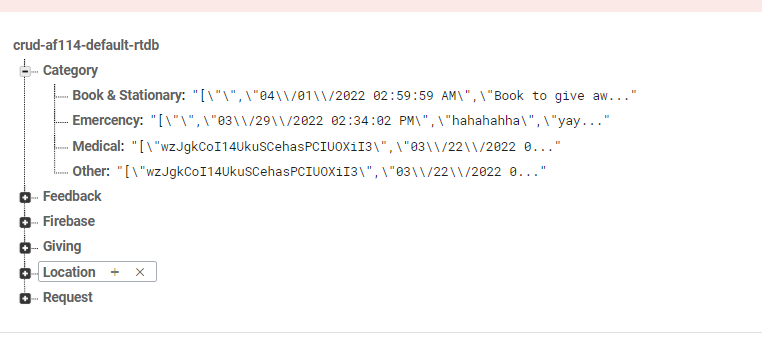 crud-af114-default-rtdb
Category
Book & Stationary: "[\"\",\"04\\/01\\/2022 02:59:59 AM\",\"Book to give aw..."
Emercency: "[\"\",\"03\\/29\\/2022 02:34:02 PM\",\"hahahahha\",\"yay..."
Medical: "[\"wzJgkCoI14UkuSCehasPCIUOXiI3\",\"03\\/22\\/2022 0..."
Other: "[\"wzJgkCoI14UkuSCehasPCIUOXiI3\",\"03\\/22\\/2022 0..."
Feedback
Firebase
Giving
Location + ×
Request